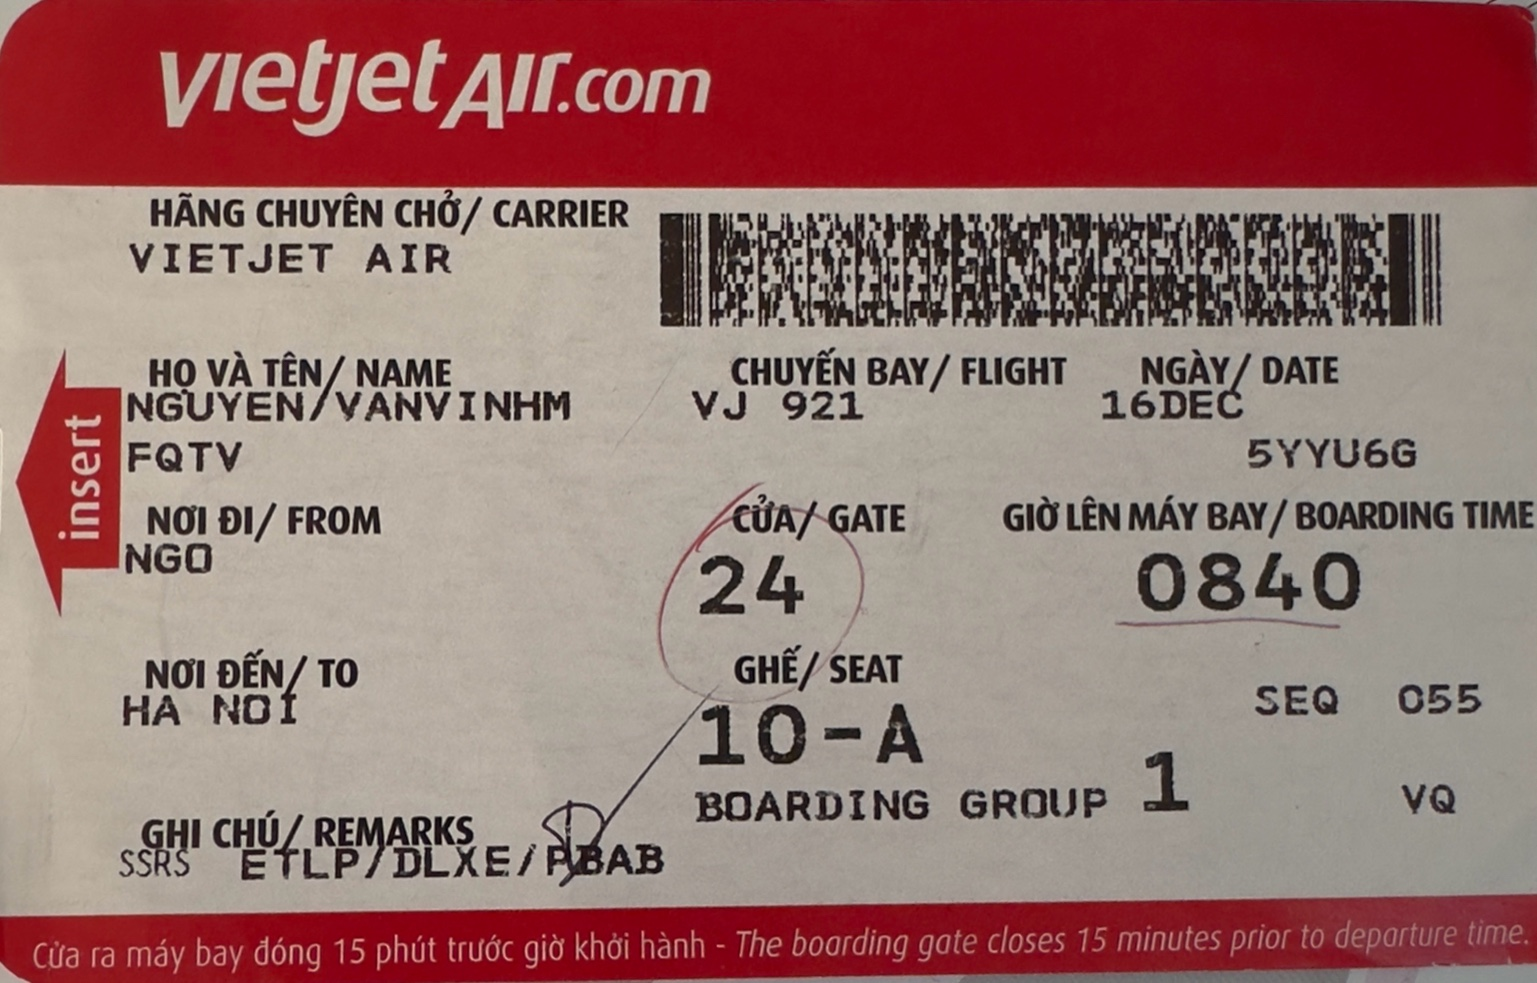 vietjetAir.com
HÃNG CHUYÊN CHỞ/ CARRIER
VIETJET AIR
HỌ VÀ TÊN/ NAME
NGUYEN/VANVINHM
FQTV
CHUYẾN BAY/ FLIGHT
VJ 921
NGÀY/ DATE
16DEC
5YYU6G
insert
NƠI ĐI/ FROM
NGO
CỬA/ GATE
24
GIỜ LÊN MÁY BAY/ BOARDING TIME
0840
NƠI ĐẾN/ TO
HA NOI
GHẾ/ SEAT
10-A
SEQ 055
BOARDING GROUP 1
VQ
GHI CHÚ/ REMARKS
SSRS ETLP/DLXE/PBAB
Cửa ra máy bay đóng 15 phút trước giờ khởi hành - The boarding gate closes 15 minutes prior to departure time.